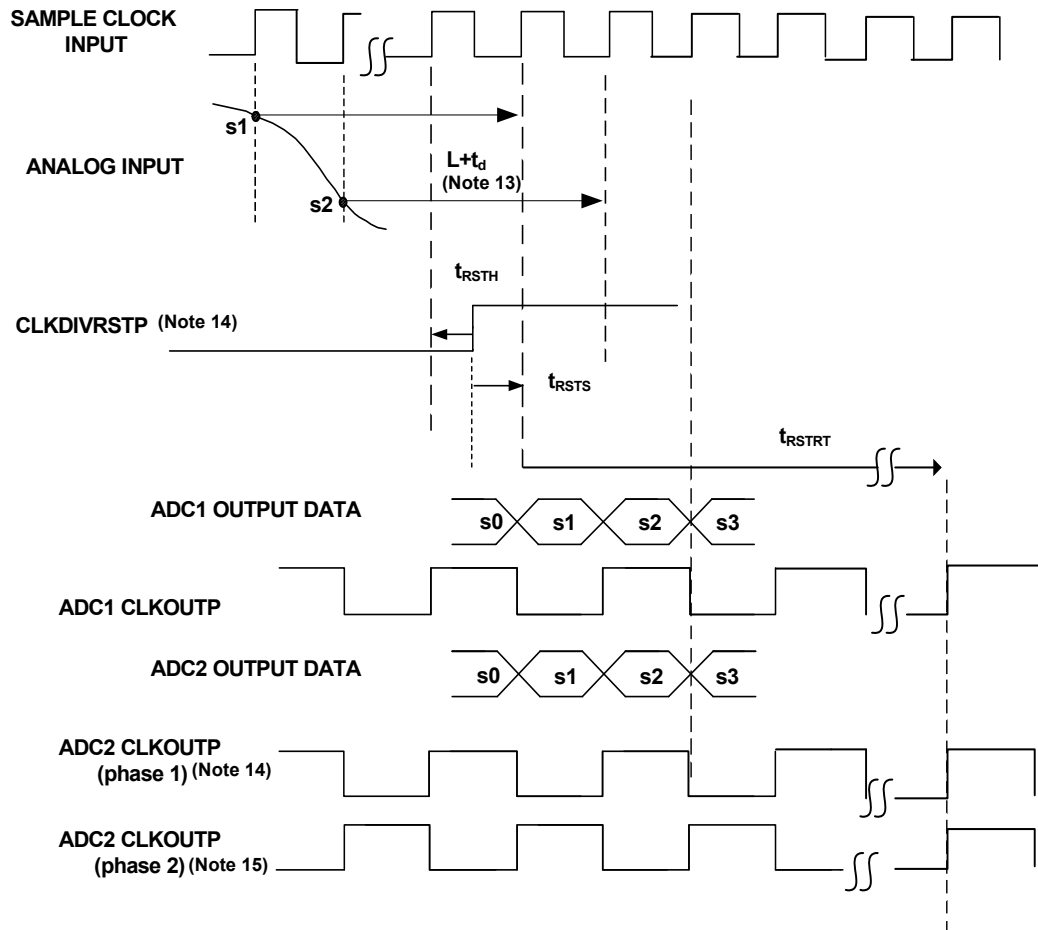 SAMPLE CLOCK
INPUT
s1
ANALOG INPUT
L+td
(Note 13)
s2
tRSTH
CLKDIVRSTP (Note 14)
tRSTS
tRSTRT
ADC1 OUTPUT DATA
s0 s1 s2 s3
ADC1 CLKOUTP
ADC2 OUTPUT DATA
s0 s1 s2 s3
ADC2 CLKOUTP
(phase 1) (Note 14)
ADC2 CLKOUTP
(phase 2) (Note 15)